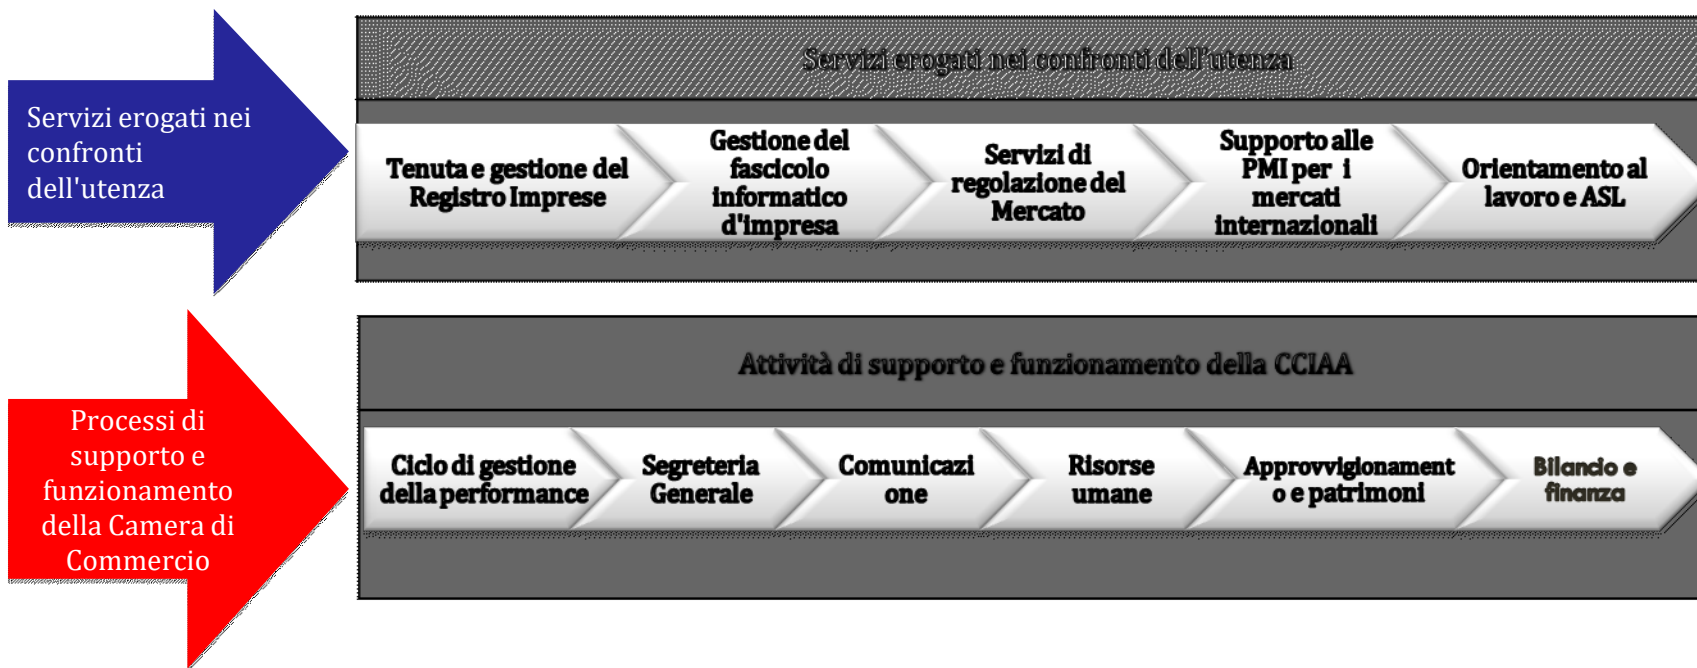 Servizi erogati nei
confronti
dell'utenza
Servizi erogati nei confronti dell'utenza
Tenuta e gestione del
Registro Imprese
Gestione del
fascicolo
informatico
d'impresa
Servizi di
regolazione del
Mercato
Supporto alle
PMI per i
mercati
internazionali
Orientamento al
lavoro e ASL
Processi di
supporto e
funzionamento
della Camera di
Commercio
Attività di supporto e funzionamento della CCIAA
Ciclo di gestione
della performance
Segreteria
Generale
Comunicazi
one
Risorse
umane
Approvvigionament
o e patrimoni
Bilancio e
finanza